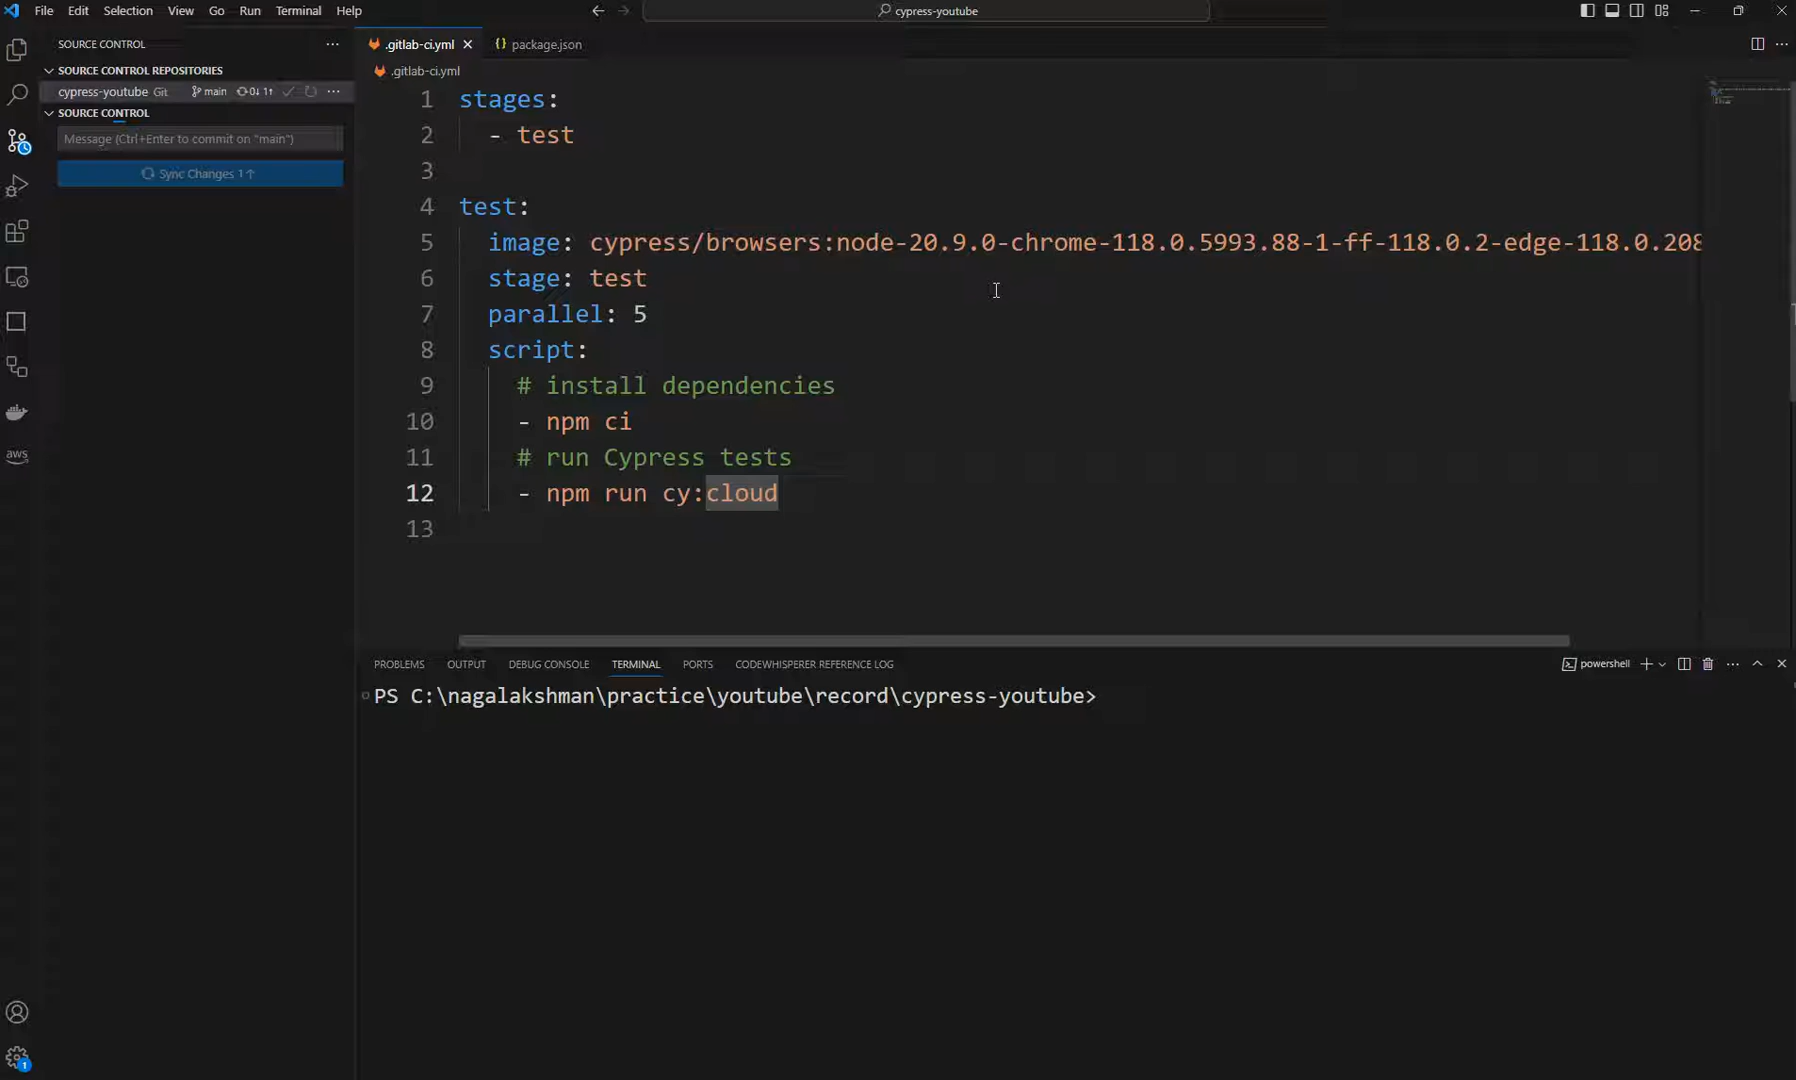 File Edit Selection View Go Run Terminal Help
cypress-youtube
SOURCE CONTROL
SOURCE CONTROL REPOSITORIES
cypress-youtube Git main 0↓ 1↑
SOURCE CONTROL
Message (Ctrl+Enter to commit on "main")
Sync Changes 1↑
.gitlab-ci.yml
package.json
.gitlab-ci.yml
1 stages:
2 - test
3
4 test:
5 image: cypress/browsers:node-20.9.0-chrome-118.0.5993.88-1-ff-118.0.2-edge-118.0.208
6 stage: test
7 parallel: 5
8 script:
9 # install dependencies
10 - npm ci
11 # run Cypress tests
12 - npm run cy:cloud
13
PROBLEMS OUTPUT DEBUG CONSOLE TERMINAL PORTS CODEWHISPERER REFERENCE LOG
powershell
PS C:\nagalakshman\practice\youtube\record\cypress-youtube>
aws
1